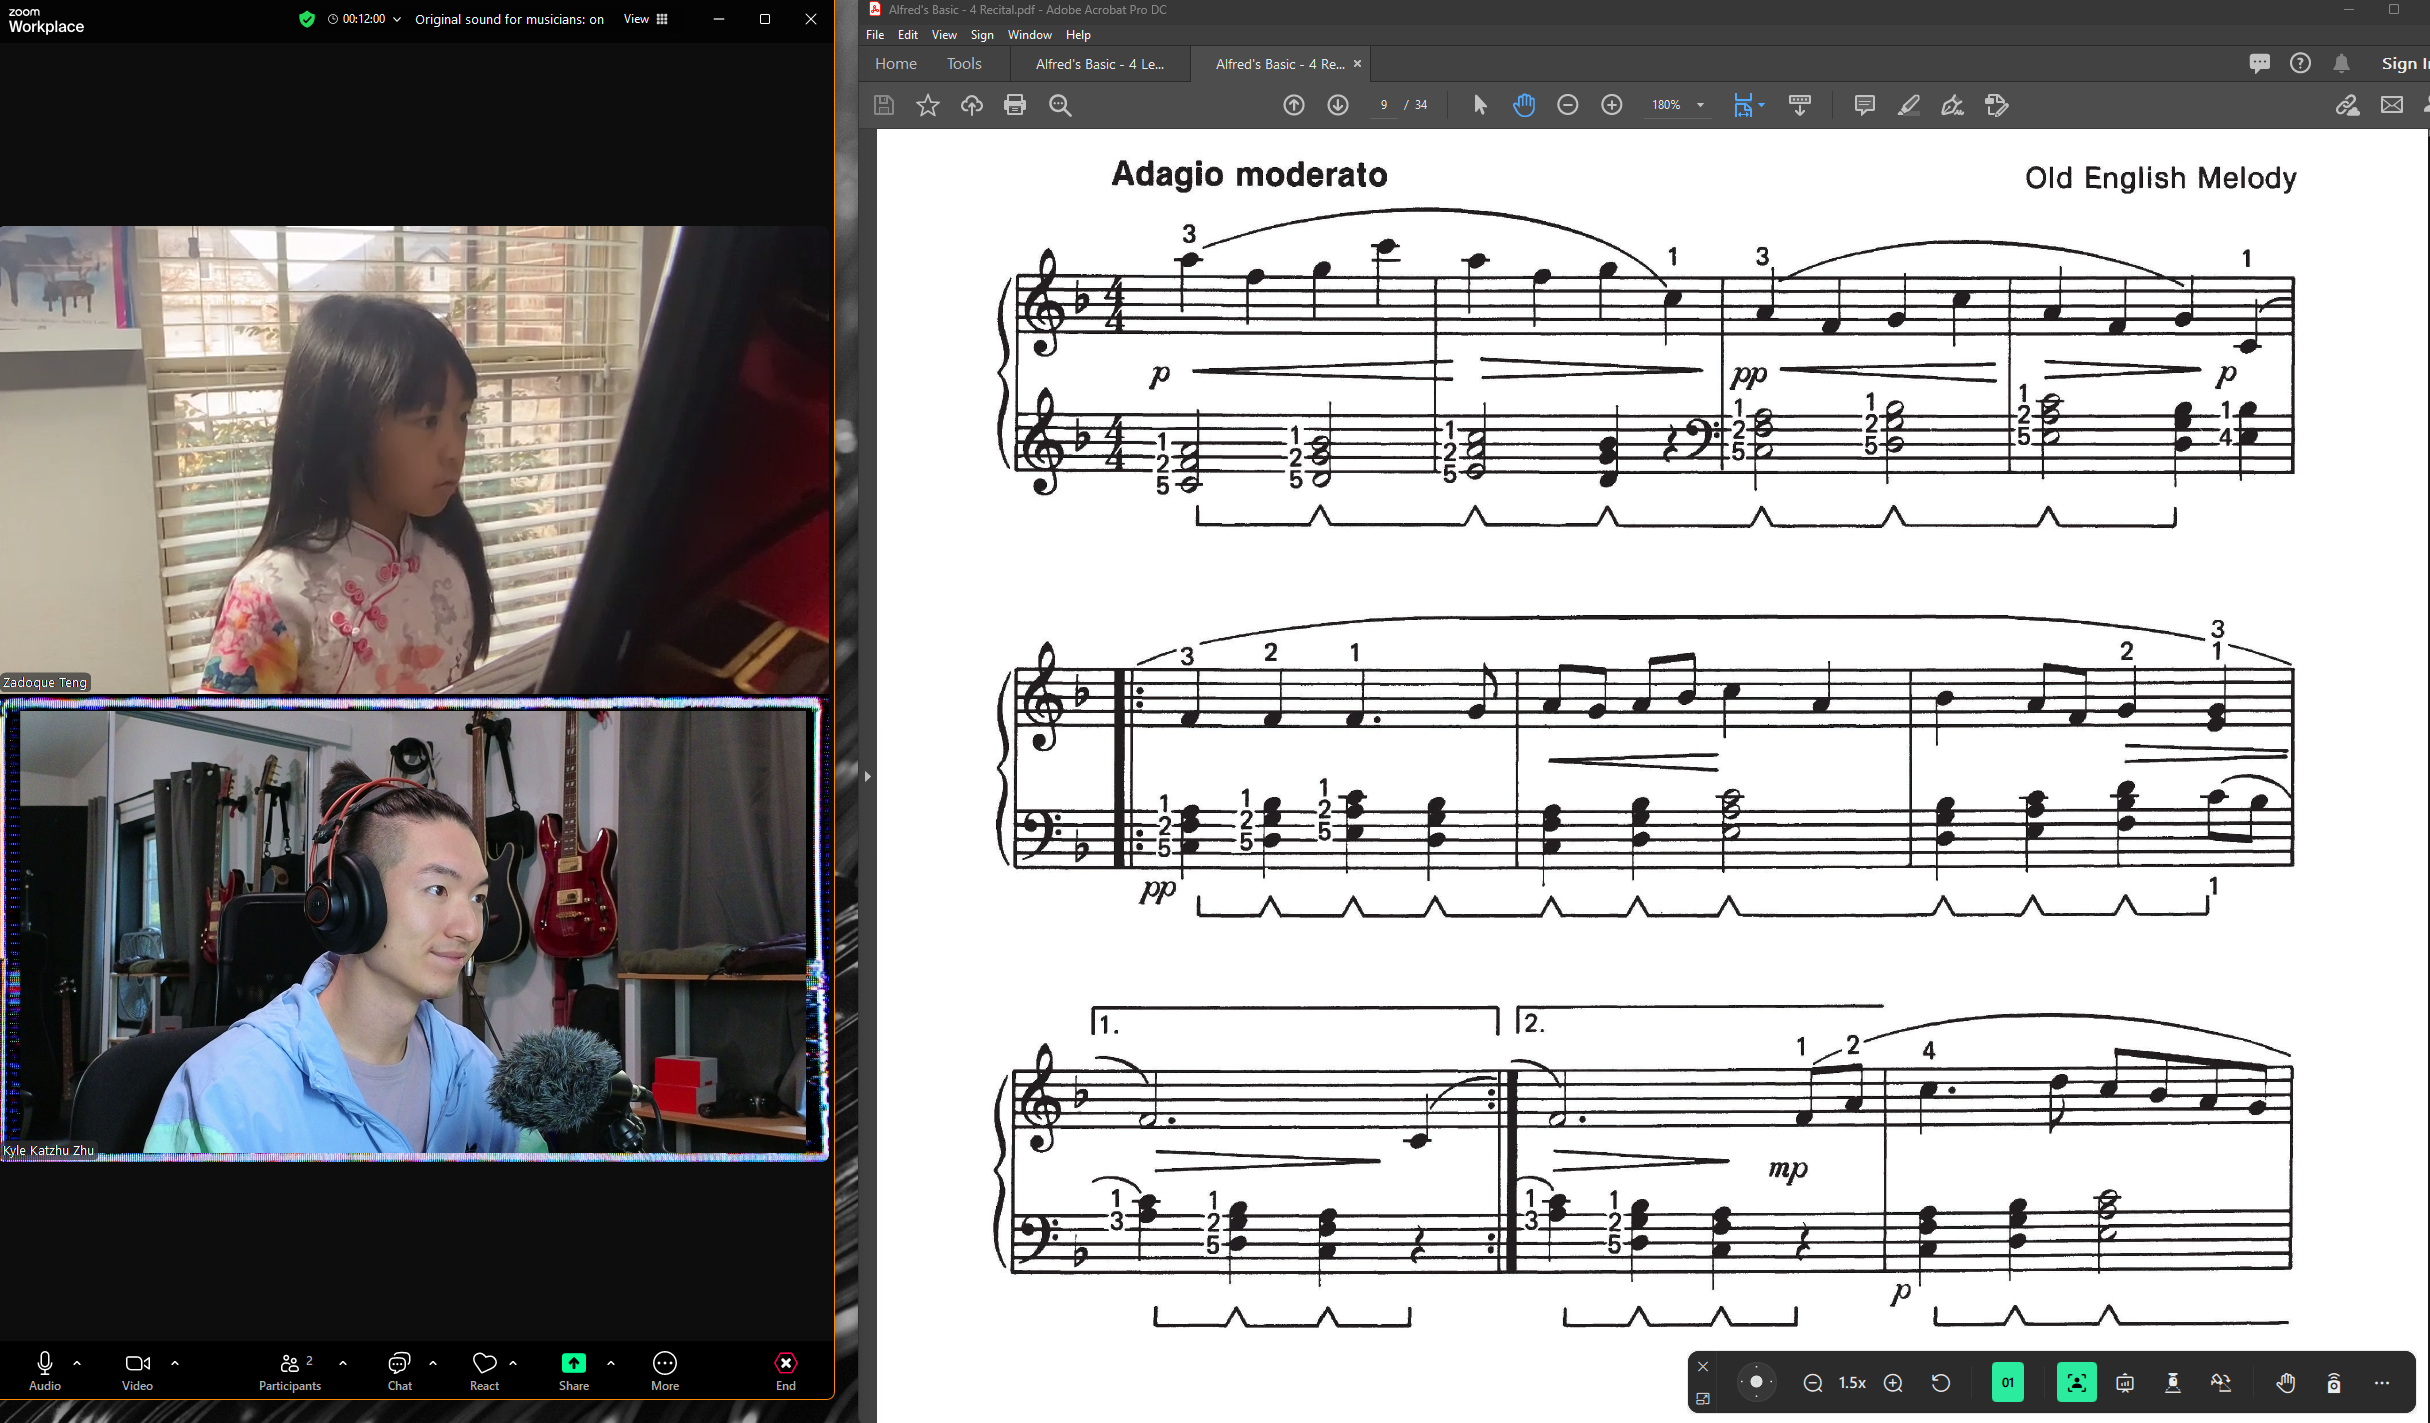 zoom
Workplace
00:12:00
Original sound for musicians: on
View
Zadoque Teng
Kyle Katzhu Zhu
Audio
Video
2
Participants
Chat
React
Share
More
End
Alfred's Basic - 4 Recital.pdf - Adobe Acrobat Pro DC
File Edit View Sign Window Help
Home Tools Alfred's Basic - 4 Le... Alfred's Basic - 4 Re... ×
Sign I
9 / 34
180%
Adagio moderato
Old English Melody
3 1 3 1
4 4
p pp p
4 4
1 2 5 1 2 5 1 2 5 1 2 5 1 2 5 1 2 5 1 4
3 2 1 2 3 1
1 2 5 1 2 5 1 2 5
pp
1
1. 2.
1 2 4
mp
1 3 1 2 5 1 3 1 2 5
p
1.5x
01